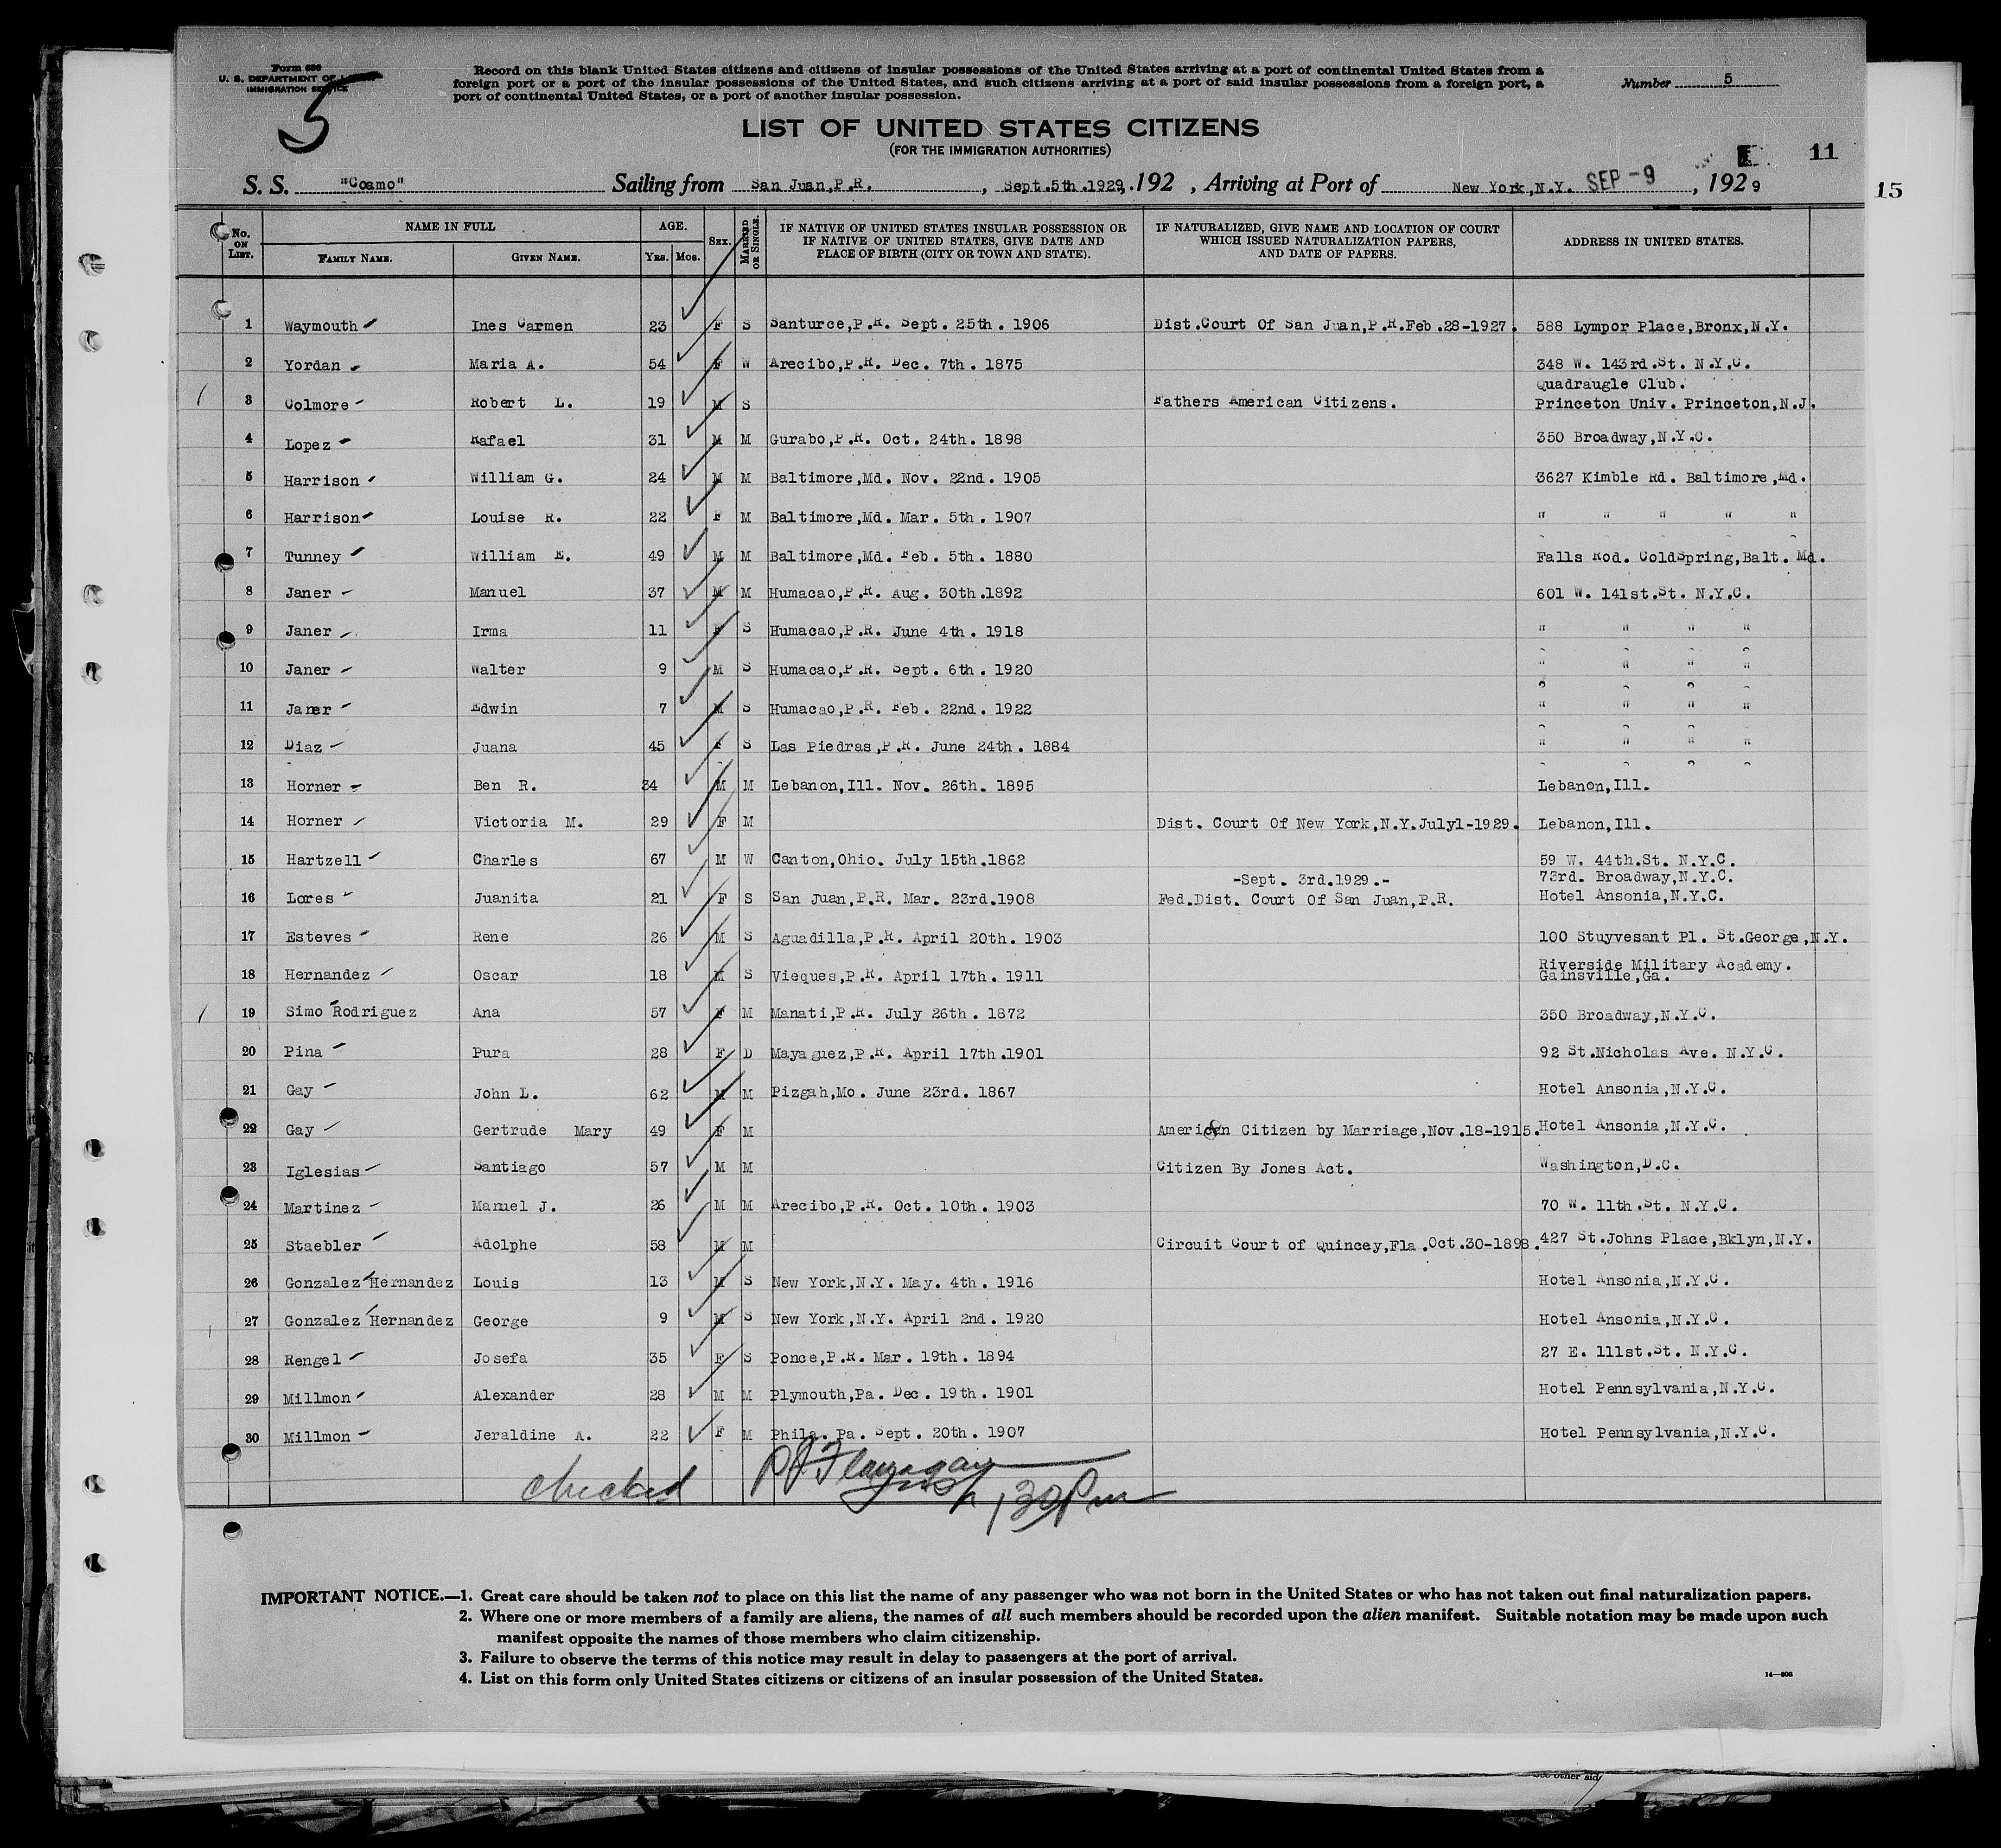 Form 630
U. S. DEPARTMENT OF
IMMIGRATION SERVICE
5
Record on this blank United States citizens and citizens of insular possessions of the United States arriving at a port of continental United States from a
foreign port or a port of the insular possessions of the United States, and such citizens arriving at a port of said insular possessions from a foreign port, a
port of continental United States, or a port of another insular possession.
Number 5
LIST OF UNITED STATES CITIZENS
(FOR THE IMMIGRATION AUTHORITIES)
11
S. S. "Coamo" Sailing from San Juan,P.R. , Sept.5th.1929, 192 , Arriving at Port of New York,N.Y. SEP -9 , 1929
15
No. ON LIST. NAME IN FULL FAMILY NAME. GIVEN NAME. AGE. YRS. MOS. SEX. MARRIED OR SINGLE. IF NATIVE OF UNITED STATES INSULAR POSSESSION OR IF NATIVE OF UNITED STATES, GIVE DATE AND PLACE OF BIRTH (CITY OR TOWN AND STATE). IF NATURALIZED, GIVE NAME AND LOCATION OF COURT WHICH ISSUED NATURALIZATION PAPERS, AND DATE OF PAPERS. ADDRESS IN UNITED STATES.
1 Waymouth Ines Carmen 23 F S Santurce,P.R. Sept. 25th. 1906 Dist.Court Of San Juan,P.R.Feb.28-1927. 588 Lympor Place,Bronx,N.Y.
2 Yordan Maria A. 54 F W Arecibo,P.R. Dec. 7th. 1875 348 W. 143rd.St. N.Y.C.
Quadraugle Club.
3 Colmore Robert L. 19 M S Fathers American Citizens. Princeton Univ. Princeton,N.J.
4 Lopez Rafael 31 M M Gurabo,P.R. Oct. 24th. 1898 350 Broadway,N.Y.C.
5 Harrison William G. 24 M M Baltimore,Md. Nov. 22nd. 1905 3627 Kimble Rd. Baltimore,Md.
6 Harrison Louise R. 22 F M Baltimore,Md. Mar. 5th. 1907 " " " " "
7 Tunney William E. 49 M M Baltimore,Md. Feb. 5th. 1880 Falls Rod. ColdSpring,Balt. Md.
8 Janer Manuel 37 M M Humacao,P.R. Aug. 30th.1892 601 W. 141st.St. N.Y.C.
9 Janer Irma 11 F S Humacao,P.R. June 4th. 1918 " " " "
10 Janer Walter 9 M S Humacao,P.R. Sept. 6th. 1920 " " " "
11 Janer Edwin 7 M S Humacao,P.R. Feb. 22nd. 1922 " " " "
12 Diaz Juana 45 F S Las Piedras,P.R. June 24th. 1884 " " " "
13 Horner Ben R. 34 M M Lebanon,Ill. Nov. 26th. 1895 Lebanon,Ill.
14 Horner Victoria M. 29 F M Dist. Court Of New York,N.Y.July1-1929. Lebanon,Ill.
15 Hartzell Charles 67 M W Canton,Ohio. July 15th.1862 59 W. 44th.St. N.Y.C.
-Sept. 3rd.1929.- 73rd. Broadway,N.Y.C.
16 Lores Juanita 21 F S San Juan,P.R. Mar. 23rd.1908 Fed.Dist. Court Of San Juan,P.R. Hotel Ansonia,N.Y.C.
17 Esteves Rene 26 M S Aguadilla,P.R. April 20th. 1903 100 Stuyvesant Pl. St.George,N.Y.
Riverside Military Academy.
18 Hernandez Oscar 18 M S Vieques,P.R. April 17th. 1911 Gainsville,Ga.
19 Simo Rodriguez Ana 57 F M Manati,P.R. July 26th. 1872 350 Broadway,N.Y.C.
20 Pina Pura 28 F D Mayaguez,P.R. April 17th.1901 92 St.Nicholas Ave. N.Y.C.
21 Gay John L. 62 M M Pizgah,Mo. June 23rd. 1867 Hotel Ansonia,N.Y.C.
22 Gay Gertrude Mary 49 F M American Citizen by Marriage,Nov.18-1915. Hotel Ansonia,N.Y.C.
23 Iglesias Santiago 57 M M Citizen By Jones Act. Washington,D.C.
24 Martinez Manuel J. 26 M M Arecibo,P.R. Oct. 10th. 1903 70 W. 11th.St. N.Y.C.
25 Staebler Adolphe 58 M M Circuit Court of Quincey,Fla.Oct.30-1898. 427 St.Johns Place,Bklyn,N.Y.
26 Gonzalez Hernandez Louis 13 M S New York,N.Y. May. 4th. 1916 Hotel Ansonia,N.Y.C.
27 Gonzalez Hernandez George 9 M S New York,N.Y. April 2nd. 1920 Hotel Ansonia,N.Y.C.
28 Rengel Josefa 35 F S Ponce,P.R. Mar. 19th. 1894 27 E. 111st.St. N.Y.C.
29 Millmon Alexander 28 M M Plymouth,Pa. Dec. 19th. 1901 Hotel Pennsylvania,N.Y.C.
30 Millmon Jeraldine A. 22 F M Phila. Pa. Sept. 20th. 1907 Hotel Pennsylvania,N.Y.C.
checked P J Flanagan
Insp 130 Pm
IMPORTANT NOTICE.—1. Great care should be taken not to place on this list the name of any passenger who was not born in the United States or who has not taken out final naturalization papers.
2. Where one or more members of a family are aliens, the names of all such members should be recorded upon the alien manifest. Suitable notation may be made upon such
manifest opposite the names of those members who claim citizenship.
3. Failure to observe the terms of this notice may result in delay to passengers at the port of arrival.
4. List on this form only United States citizens or citizens of an insular possession of the United States.